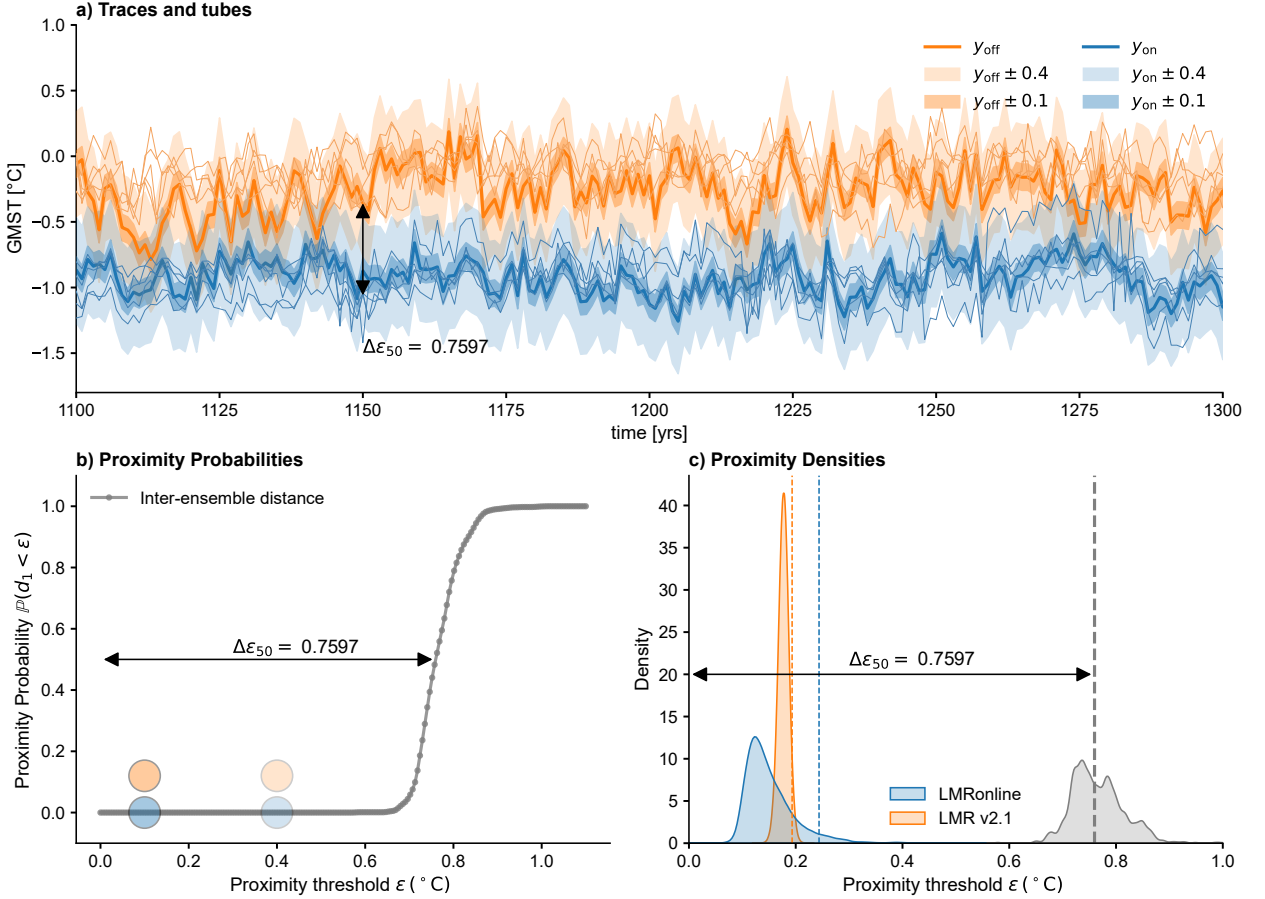 a) Traces and tubes
1.0
0.5
0.0
−0.5
−1.0
−1.5
GMST [°C]
y_off
y_off ± 0.4
y_off ± 0.1
y_on
y_on ± 0.4
y_on ± 0.1
Δε₅₀ = 0.7597
1100 1125 1150 1175 1200 1225 1250 1275 1300
time [yrs]
b) Proximity Probabilities
Inter-ensemble distance
1.0
0.8
0.6
0.4
0.2
0.0
Proximity Probability ℙ(d₁ < ε)
Δε₅₀ = 0.7597
0.0 0.2 0.4 0.6 0.8 1.0
Proximity threshold ε (°C)
c) Proximity Densities
40
35
30
25
20
15
10
5
0
Density
Δε₅₀ = 0.7597
LMRonline
LMR v2.1
0.0 0.2 0.4 0.6 0.8 1.0
Proximity threshold ε (°C)